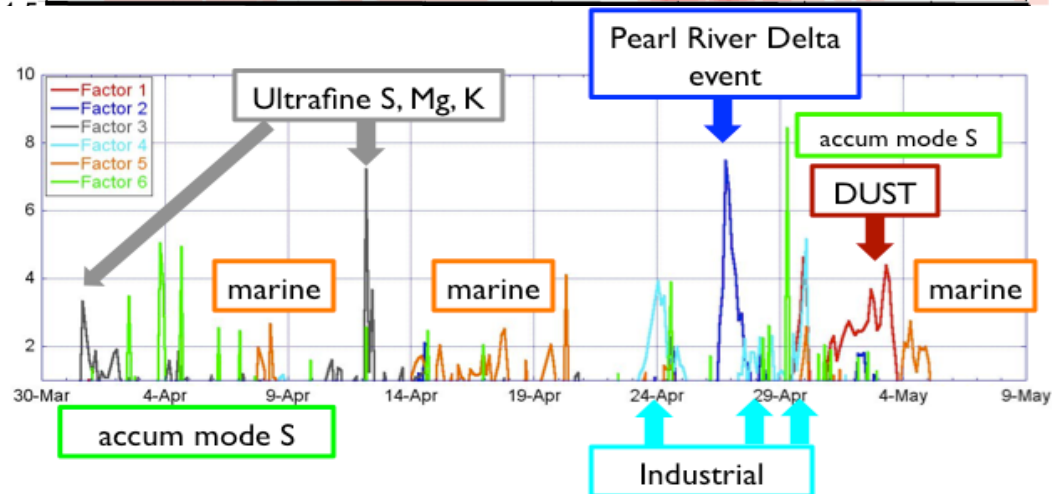 Pearl River Delta
event
Ultrafine S, Mg, K
accum mode S
DUST
marine
marine
marine
10
8
6
4
2
Factor 1
Factor 2
Factor 3
Factor 4
Factor 5
Factor 6
30-Mar
4-Apr
9-Apr
14-Apr
19-Apr
24-Apr
29-Apr
4-May
9-May
accum mode S
Industrial